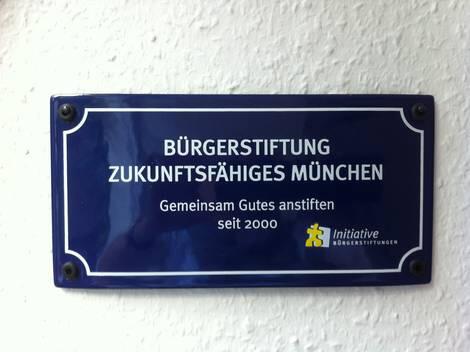 BÜRGERSTIFTUNG
ZUKUNFTSFÄHIGES MÜNCHEN
Gemeinsam Gutes anstiften
seit 2000
Initiative
BÜRGERSTIFTUNGEN